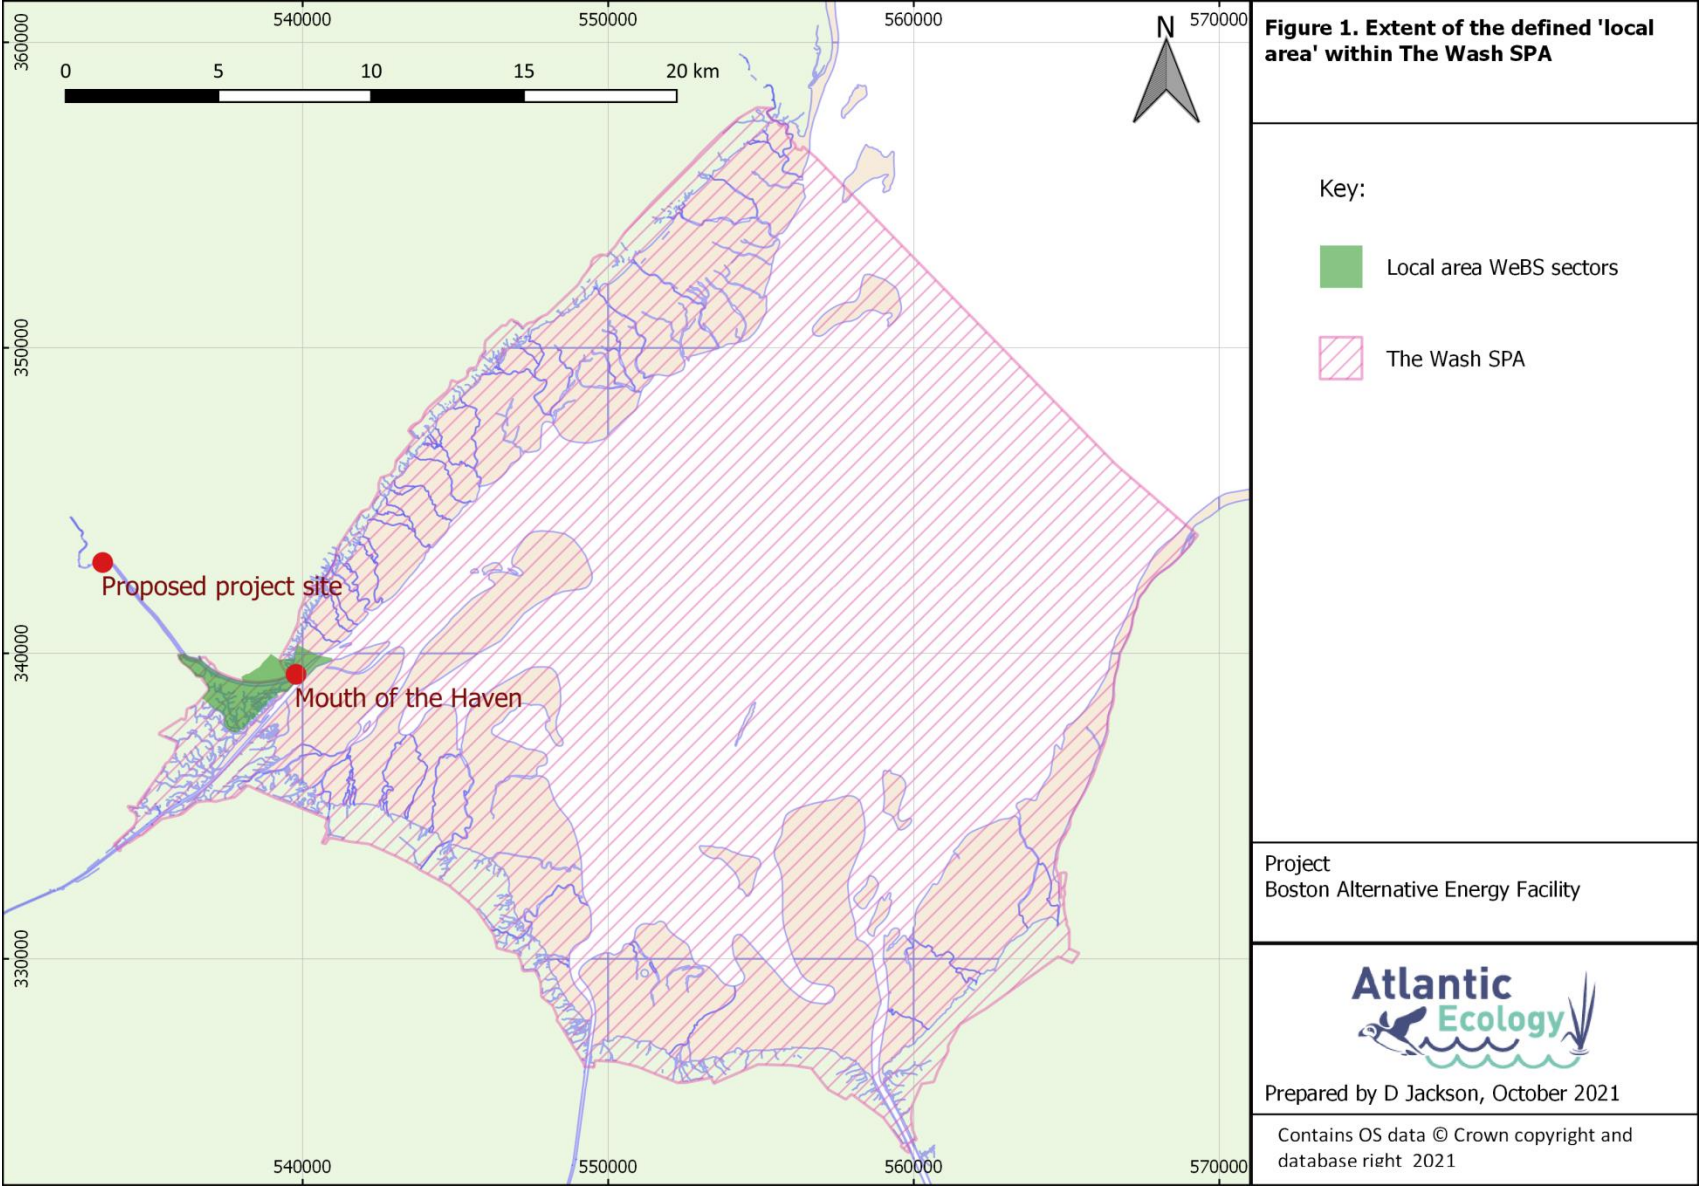 540000
550000
560000
570000
360000
0 5 10 15 20 km
N
350000
Proposed project site
340000
Mouth of the Haven
330000
540000
550000
560000
570000
Figure 1. Extent of the defined 'local
area' within The Wash SPA
Key:
Local area WeBS sectors
The Wash SPA
Project
Boston Alternative Energy Facility
Atlantic
Ecology
Prepared by D Jackson, October 2021
Contains OS data © Crown copyright and
database right 2021